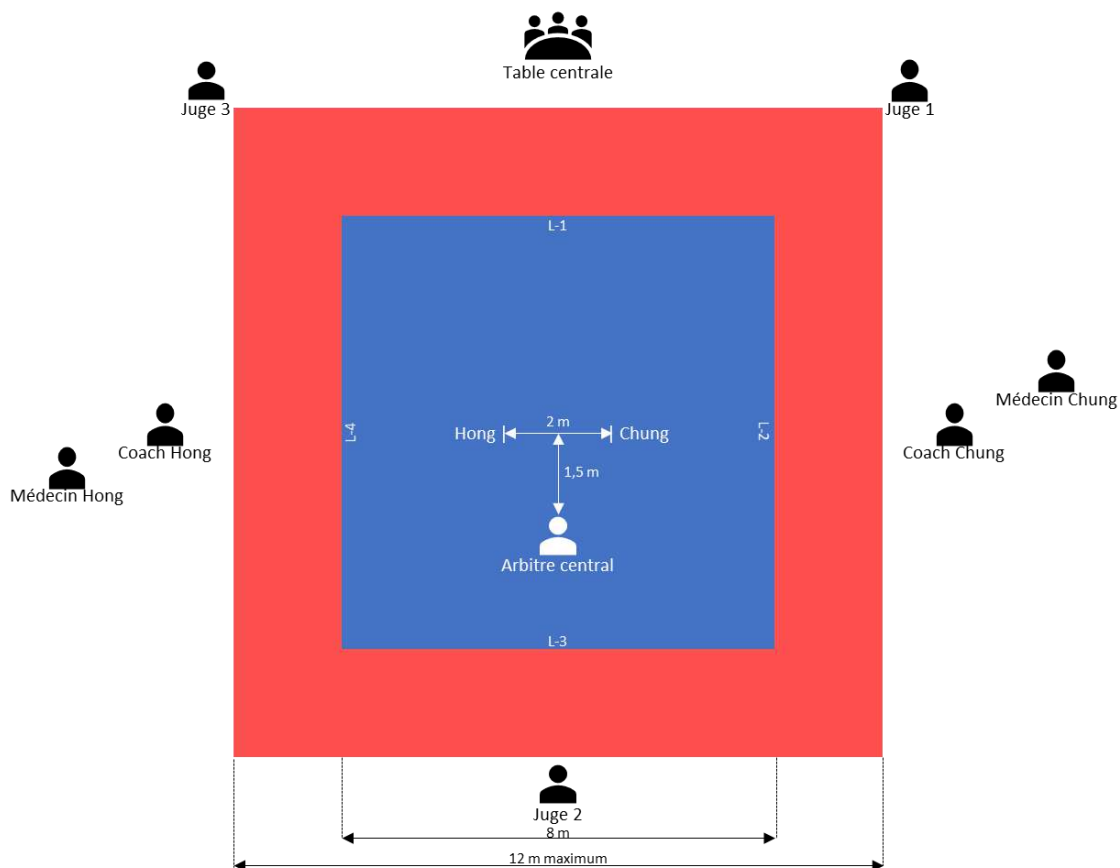 Table centrale
Juge 3
Juge 1
L-1
Médecin Chung
2 m
Hong
Chung
L-4
L-2
Coach Hong
Coach Chung
1,5 m
Médecin Hong
Arbitre central
L-3
Juge 2
8 m
12 m maximum